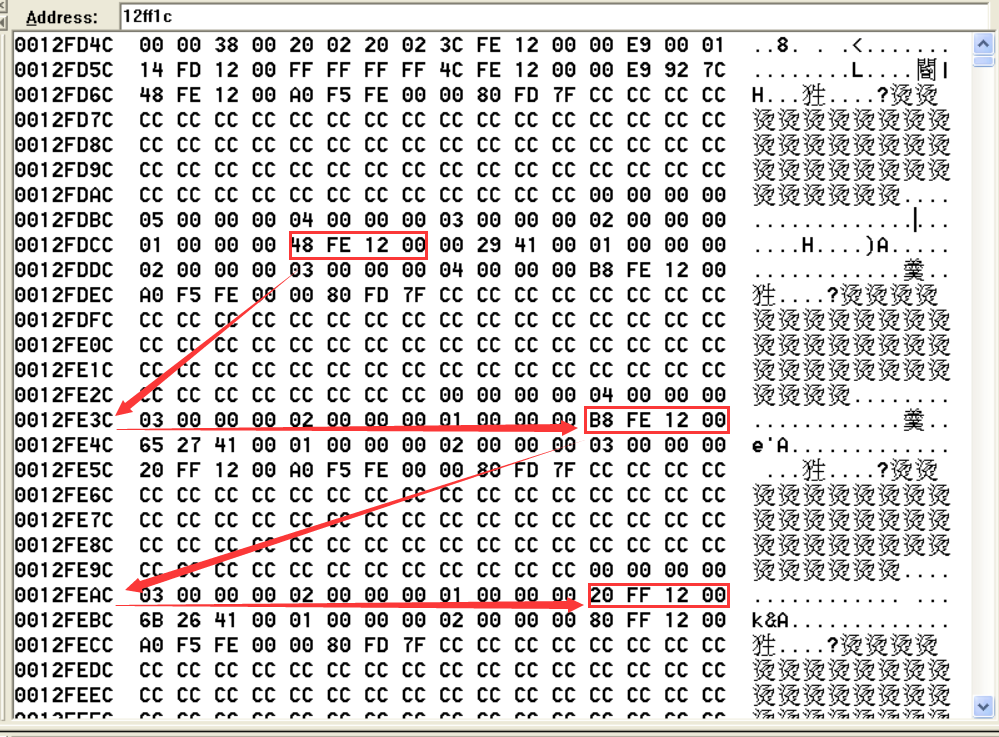 Address: 12ff1c
0012FD4C 00 00 38 00 20 02 20 02 3C FE 12 00 00 E9 00 01 ..8. . .<.......
0012FD5C 14 FD 12 00 FF FF FF FF 4C FE 12 00 00 E9 92 7C ........L....閽|
0012FD6C 48 FE 12 00 A0 F5 FE 00 00 80 FD 7F CC CC CC CC H...狌....?烫烫
0012FD7C CC CC CC CC CC CC CC CC CC CC CC CC CC CC CC CC 烫烫烫烫烫烫烫烫
0012FD8C CC CC CC CC CC CC CC CC CC CC CC CC CC CC CC CC 烫烫烫烫烫烫烫烫
0012FD9C CC CC CC CC CC CC CC CC CC CC CC CC CC CC CC CC 烫烫烫烫烫烫烫烫
0012FDAC CC CC CC CC CC CC CC CC CC CC CC CC 00 00 00 00 烫烫烫烫烫烫....
0012FDBC 05 00 00 00 04 00 00 00 03 00 00 00 02 00 00 00 ................
0012FDCC 01 00 00 00 48 FE 12 00 00 29 41 00 01 00 00 00 ....H....)A.....
0012FDDC 02 00 00 00 03 00 00 00 04 00 00 00 B8 FE 12 00 ............羹..
0012FDEC A0 F5 FE 00 00 80 FD 7F CC CC CC CC CC CC CC CC 狌....?烫烫烫烫
0012FDFC CC CC CC CC CC CC CC CC CC CC CC CC CC CC CC CC 烫烫烫烫烫烫烫烫
0012FE0C CC CC CC CC CC CC CC CC CC CC CC CC CC CC CC CC 烫烫烫烫烫烫烫烫
0012FE1C CC CC CC CC CC CC CC CC CC CC CC CC CC CC CC CC 烫烫烫烫烫烫烫烫
0012FE2C CC CC CC CC CC CC CC CC 00 00 00 00 04 00 00 00 烫烫烫烫........
0012FE3C 03 00 00 00 02 00 00 00 01 00 00 00 B8 FE 12 00 ............羹..
0012FE4C 65 27 41 00 01 00 00 00 02 00 00 00 03 00 00 00 e'A.............
0012FE5C 20 FF 12 00 A0 F5 FE 00 00 80 FD 7F CC CC CC CC ...狌....?烫烫
0012FE6C CC CC CC CC CC CC CC CC CC CC CC CC CC CC CC CC 烫烫烫烫烫烫烫烫
0012FE7C CC CC CC CC CC CC CC CC CC CC CC CC CC CC CC CC 烫烫烫烫烫烫烫烫
0012FE8C CC CC CC CC CC CC CC CC CC CC CC CC CC CC CC CC 烫烫烫烫烫烫烫烫
0012FE9C CC CC CC CC CC CC CC CC CC CC CC CC 00 00 00 00 烫烫烫烫烫烫....
0012FEAC 03 00 00 00 02 00 00 00 01 00 00 00 20 FF 12 00 ............ ...
0012FEBC 6B 26 41 00 01 00 00 00 02 00 00 00 80 FF 12 00 k&A.............
0012FECC A0 F5 FE 00 00 80 FD 7F CC CC CC CC CC CC CC CC 狌....?烫烫烫烫
0012FEDC CC CC CC CC CC CC CC CC CC CC CC CC CC CC CC CC 烫烫烫烫烫烫烫烫
0012FEEC CC CC CC CC CC CC CC CC CC CC CC CC CC CC CC CC 烫烫烫烫烫烫烫烫